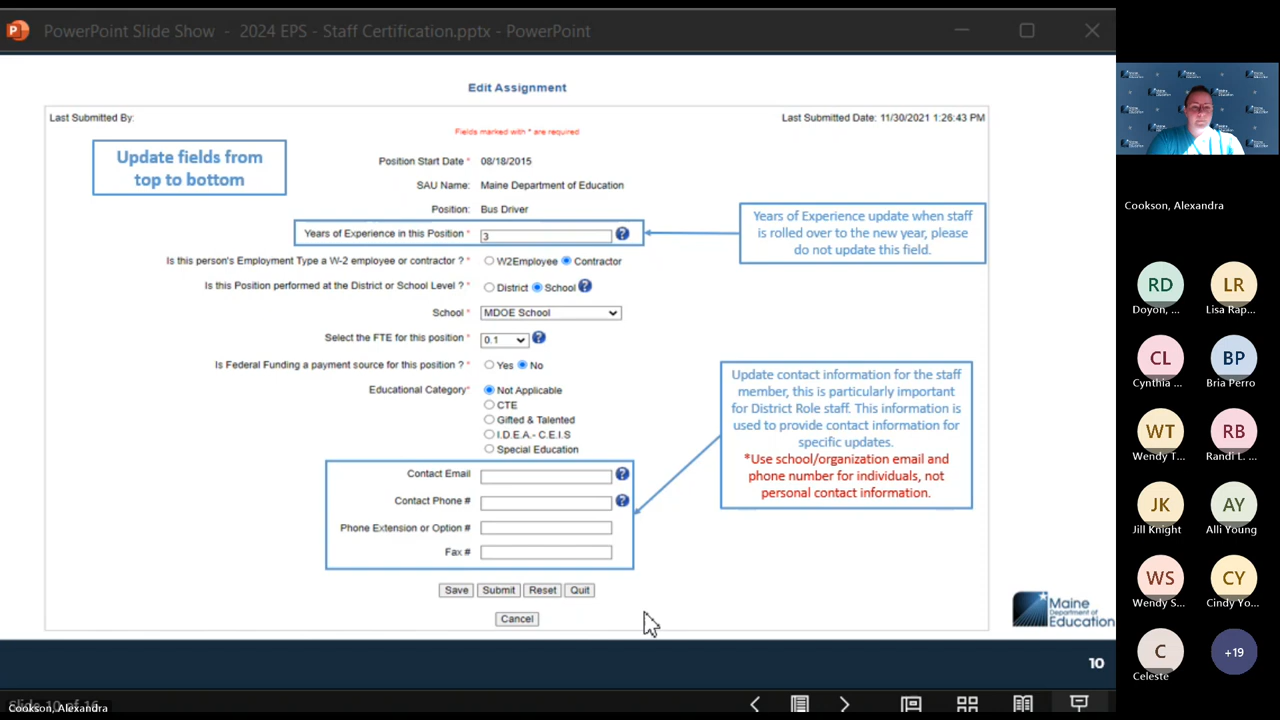 PowerPoint Slide Show - 2024 EPS - Staff Certification.pptx - PowerPoint
Edit Assignment
Last Submitted By:
Last Submitted Date: 11/30/2021 1:26:43 PM
Fields marked with * are required
Update fields from
top to bottom
Position Start Date * 08/18/2015
SAU Name: Maine Department of Education
Position: Bus Driver
Years of Experience in this Position * 3 ?
Years of Experience update when staff
is rolled over to the new year, please
do not update this field.
Is this person's Employment Type a W-2 employee or contractor ? * W2Employee Contractor
Is this Position performed at the District or School Level ? * District School ?
School * MDOE School
Select the FTE for this position * 0.1 ?
Is Federal Funding a payment source for this position ? * Yes No
Educational Category * Not Applicable
CTE
Gifted & Talented
I.D.E.A.- C.E.I.S
Special Education
Update contact information for the staff
member, this is particularly important
for District Role staff. This information is
used to provide contact information for
specific updates.
*Use school/organization email and
phone number for individuals, not
personal contact information.
Contact Email ?
Contact Phone # ?
Phone Extension or Option #
Fax #
Save Submit Reset Quit
Cancel
Maine
Department of
Education
10
Slide 10 of 16
Cookson, Alexandra
Cookson, Alexandra
RD LR
Doyon, ... Lisa Rap...
CL BP
Cynthia ... Bria Perro
WT RB
Wendy T... Randi L. ...
JK AY
Jill Knight Alli Young
WS CY
Wendy S... Cindy Yo...
C +19
Celeste